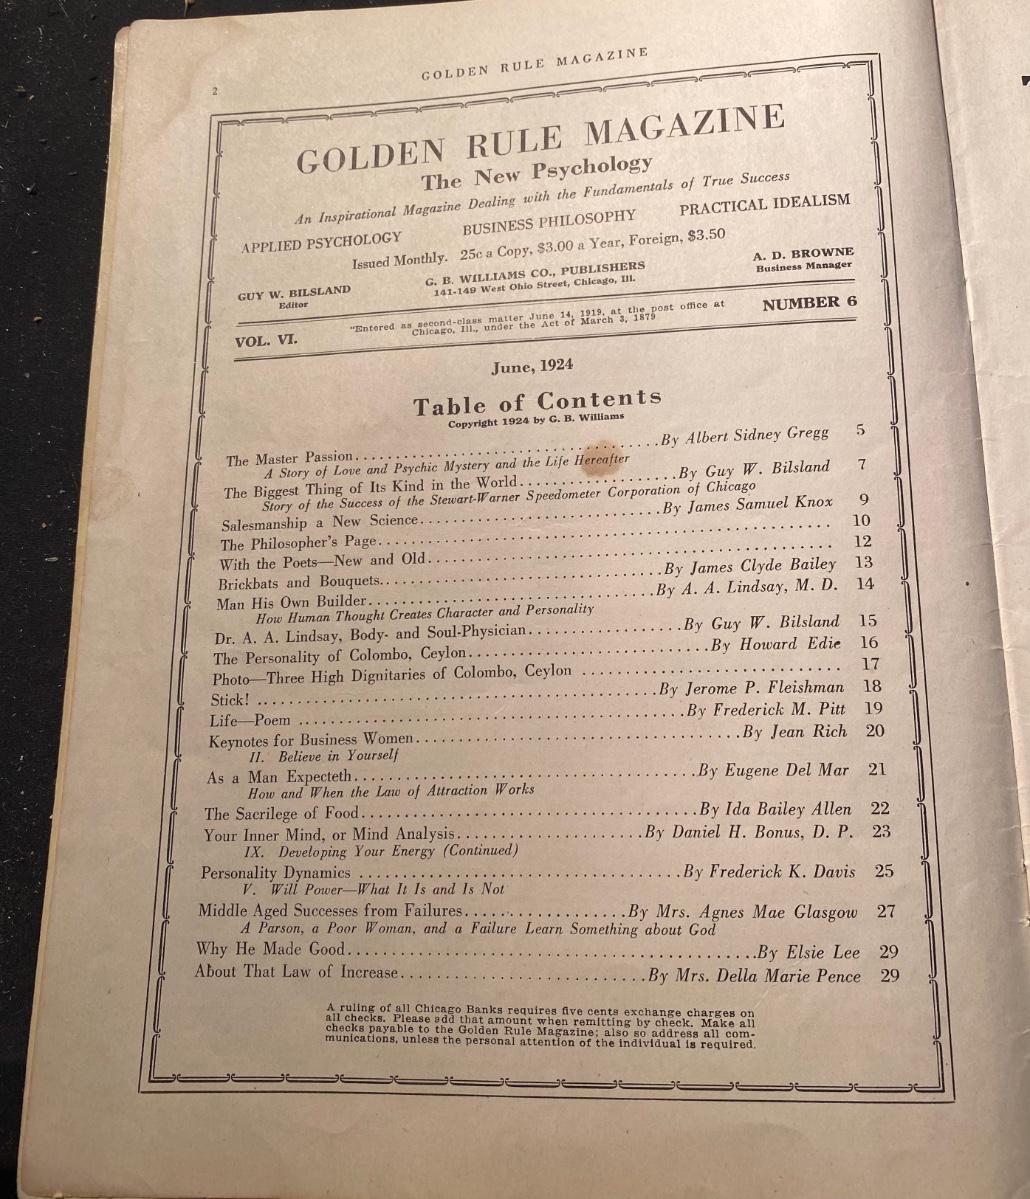 GOLDEN RULE MAGAZINE
2
GOLDEN RULE MAGAZINE
The New Psychology
An Inspirational Magazine Dealing with the Fundamentals of True Success
APPLIED PSYCHOLOGY BUSINESS PHILOSOPHY PRACTICAL IDEALISM
Issued Monthly. 25c a Copy, $3.00 a Year, Foreign, $3.50
GUY W. BILSLAND G. B. WILLIAMS CO., PUBLISHERS A. D. BROWNE
Editor 141-149 West Ohio Street, Chicago, Ill. Business Manager
VOL. VI. "Entered as second-class matter June 14, 1919, at the post office at NUMBER 6
Chicago, Ill., under the Act of March 3, 1879
June, 1924
Table of Contents
Copyright 1924 by G. B. Williams
The Master Passion..............................By Albert Sidney Gregg 5
A Story of Love and Psychic Mystery and the Life Hereafter
The Biggest Thing of Its Kind in the World................By Guy W. Bilsland 7
Story of the Success of the Stewart-Warner Speedometer Corporation of Chicago
Salesmanship a New Science........................By James Samuel Knox 9
The Philosopher's Page............................................ 10
With the Poets—New and Old........................................ 12
Brickbats and Bouquets............................By James Clyde Bailey 13
Man His Own Builder.............................By A. A. Lindsay, M. D. 14
How Human Thought Creates Character and Personality
Dr. A. A. Lindsay, Body- and Soul-Physician................By Guy W. Bilsland 15
The Personality of Colombo, Ceylon........................By Howard Edie 16
Photo—Three High Dignitaries of Colombo, Ceylon .......................... 17
Stick! .......................................By Jerome P. Fleishman 18
Life—Poem ......................................By Frederick M. Pitt 19
Keynotes for Business Women................................By Jean Rich 20
II. Believe in Yourself
As a Man Expecteth..................................By Eugene Del Mar 21
How and When the Law of Attraction Works
The Sacrilege of Food.................................By Ida Bailey Allen 22
Your Inner Mind, or Mind Analysis..................By Daniel H. Bonus, D. P. 23
IX. Developing Your Energy (Continued)
Personality Dynamics ................................By Frederick K. Davis 25
V. Will Power—What It Is and Is Not
Middle Aged Successes from Failures................By Mrs. Agnes Mae Glasgow 27
A Parson, a Poor Woman, and a Failure Learn Something about God
Why He Made Good..........................................By Elsie Lee 29
About That Law of Increase.........................By Mrs. Della Marie Pence 29
A ruling of all Chicago Banks requires five cents exchange charges on
all checks. Please add that amount when remitting by check. Make all
checks payable to the Golden Rule Magazine; also so address all com-
munications, unless the personal attention of the individual is required.